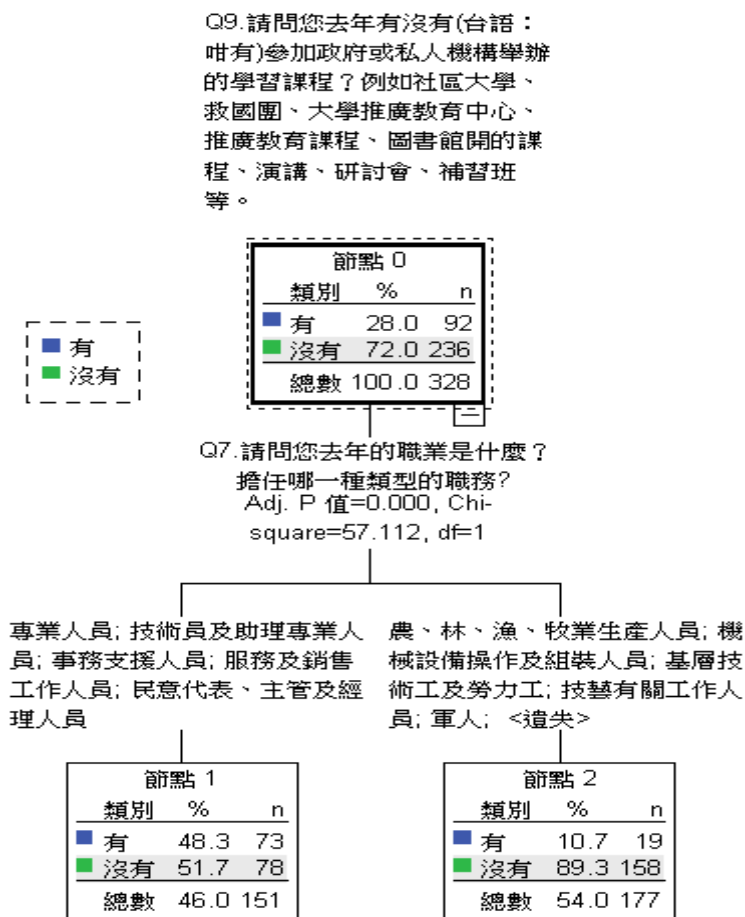 Q9.請問您去年有沒有(台語：
咁有)參加政府或私人機構舉辦
的學習課程？例如社區大學、
救國團、大學推廣教育中心、
推廣教育課程、圖書館開的課
程、演講、研討會、補習班
等。
節點 0
類別 % n
有 28.0 92
沒有 72.0 236
總數 100.0 328
有
沒有
Q7.請問您去年的職業是什麼？
擔任哪一種類型的職務?
Adj. P 值=0.000, Chi-
square=57.112, df=1
專業人員; 技術員及助理專業人
員; 事務支援人員; 服務及銷售
工作人員; 民意代表、主管及經
理人員
農、林、漁、牧業生產人員; 機
械設備操作及組裝人員; 基層技
術工及勞力工; 技藝有關工作人
員; 軍人; <遺失>
節點 1
類別 % n
有 48.3 73
沒有 51.7 78
總數 46.0 151
節點 2
類別 % n
有 10.7 19
沒有 89.3 158
總數 54.0 177